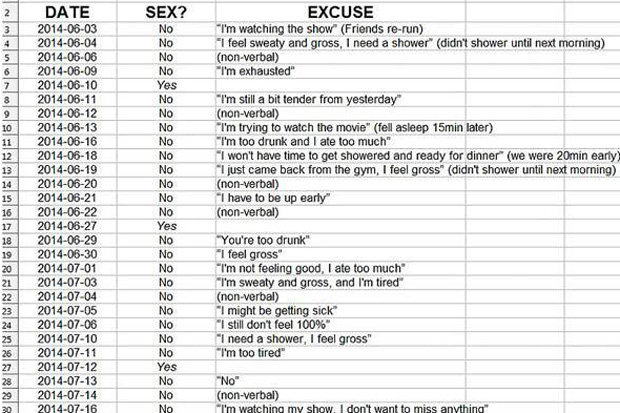 2 DATE SEX? EXCUSE
3 2014-06-03 No "I'm watching the show" (Friends re-run)
4 2014-06-04 No "I feel sweaty and gross, I need a shower" (didn't shower until next morning)
5 2014-06-06 No (non-verbal)
6 2014-06-09 No "I'm exhausted"
7 2014-06-10 Yes
8 2014-06-11 No "I'm still a bit tender from yesterday"
9 2014-06-12 No (non-verbal)
10 2014-06-13 No "I'm trying to watch the movie" (fell asleep 15min later)
11 2014-06-16 No "I'm too drunk and I ate too much"
12 2014-06-18 No "I won't have time to get showered and ready for dinner" (we were 20min early)
13 2014-06-19 No "I just came back from the gym, I feel gross" (didn't shower until next morning)
14 2014-06-20 No (non-verbal)
15 2014-06-21 No "I have to be up early"
16 2014-06-22 No (non-verbal)
17 2014-06-27 Yes
18 2014-06-29 No "You're too drunk"
19 2014-06-30 No "I feel gross"
20 2014-07-01 No "I'm not feeling good, I ate too much"
21 2014-07-03 No "I'm sweaty and gross, and I'm tired"
22 2014-07-04 No (non-verbal)
23 2014-07-05 No "I might be getting sick"
24 2014-07-06 No "I still don't feel 100%"
25 2014-07-10 No "I need a shower, I feel gross"
26 2014-07-11 No "I'm too tired"
27 2014-07-12 Yes
28 2014-07-13 No "No"
29 2014-07-14 No (non-verbal)
30 2014-07-16 No "I'm watching my show, I don't want to miss anything"